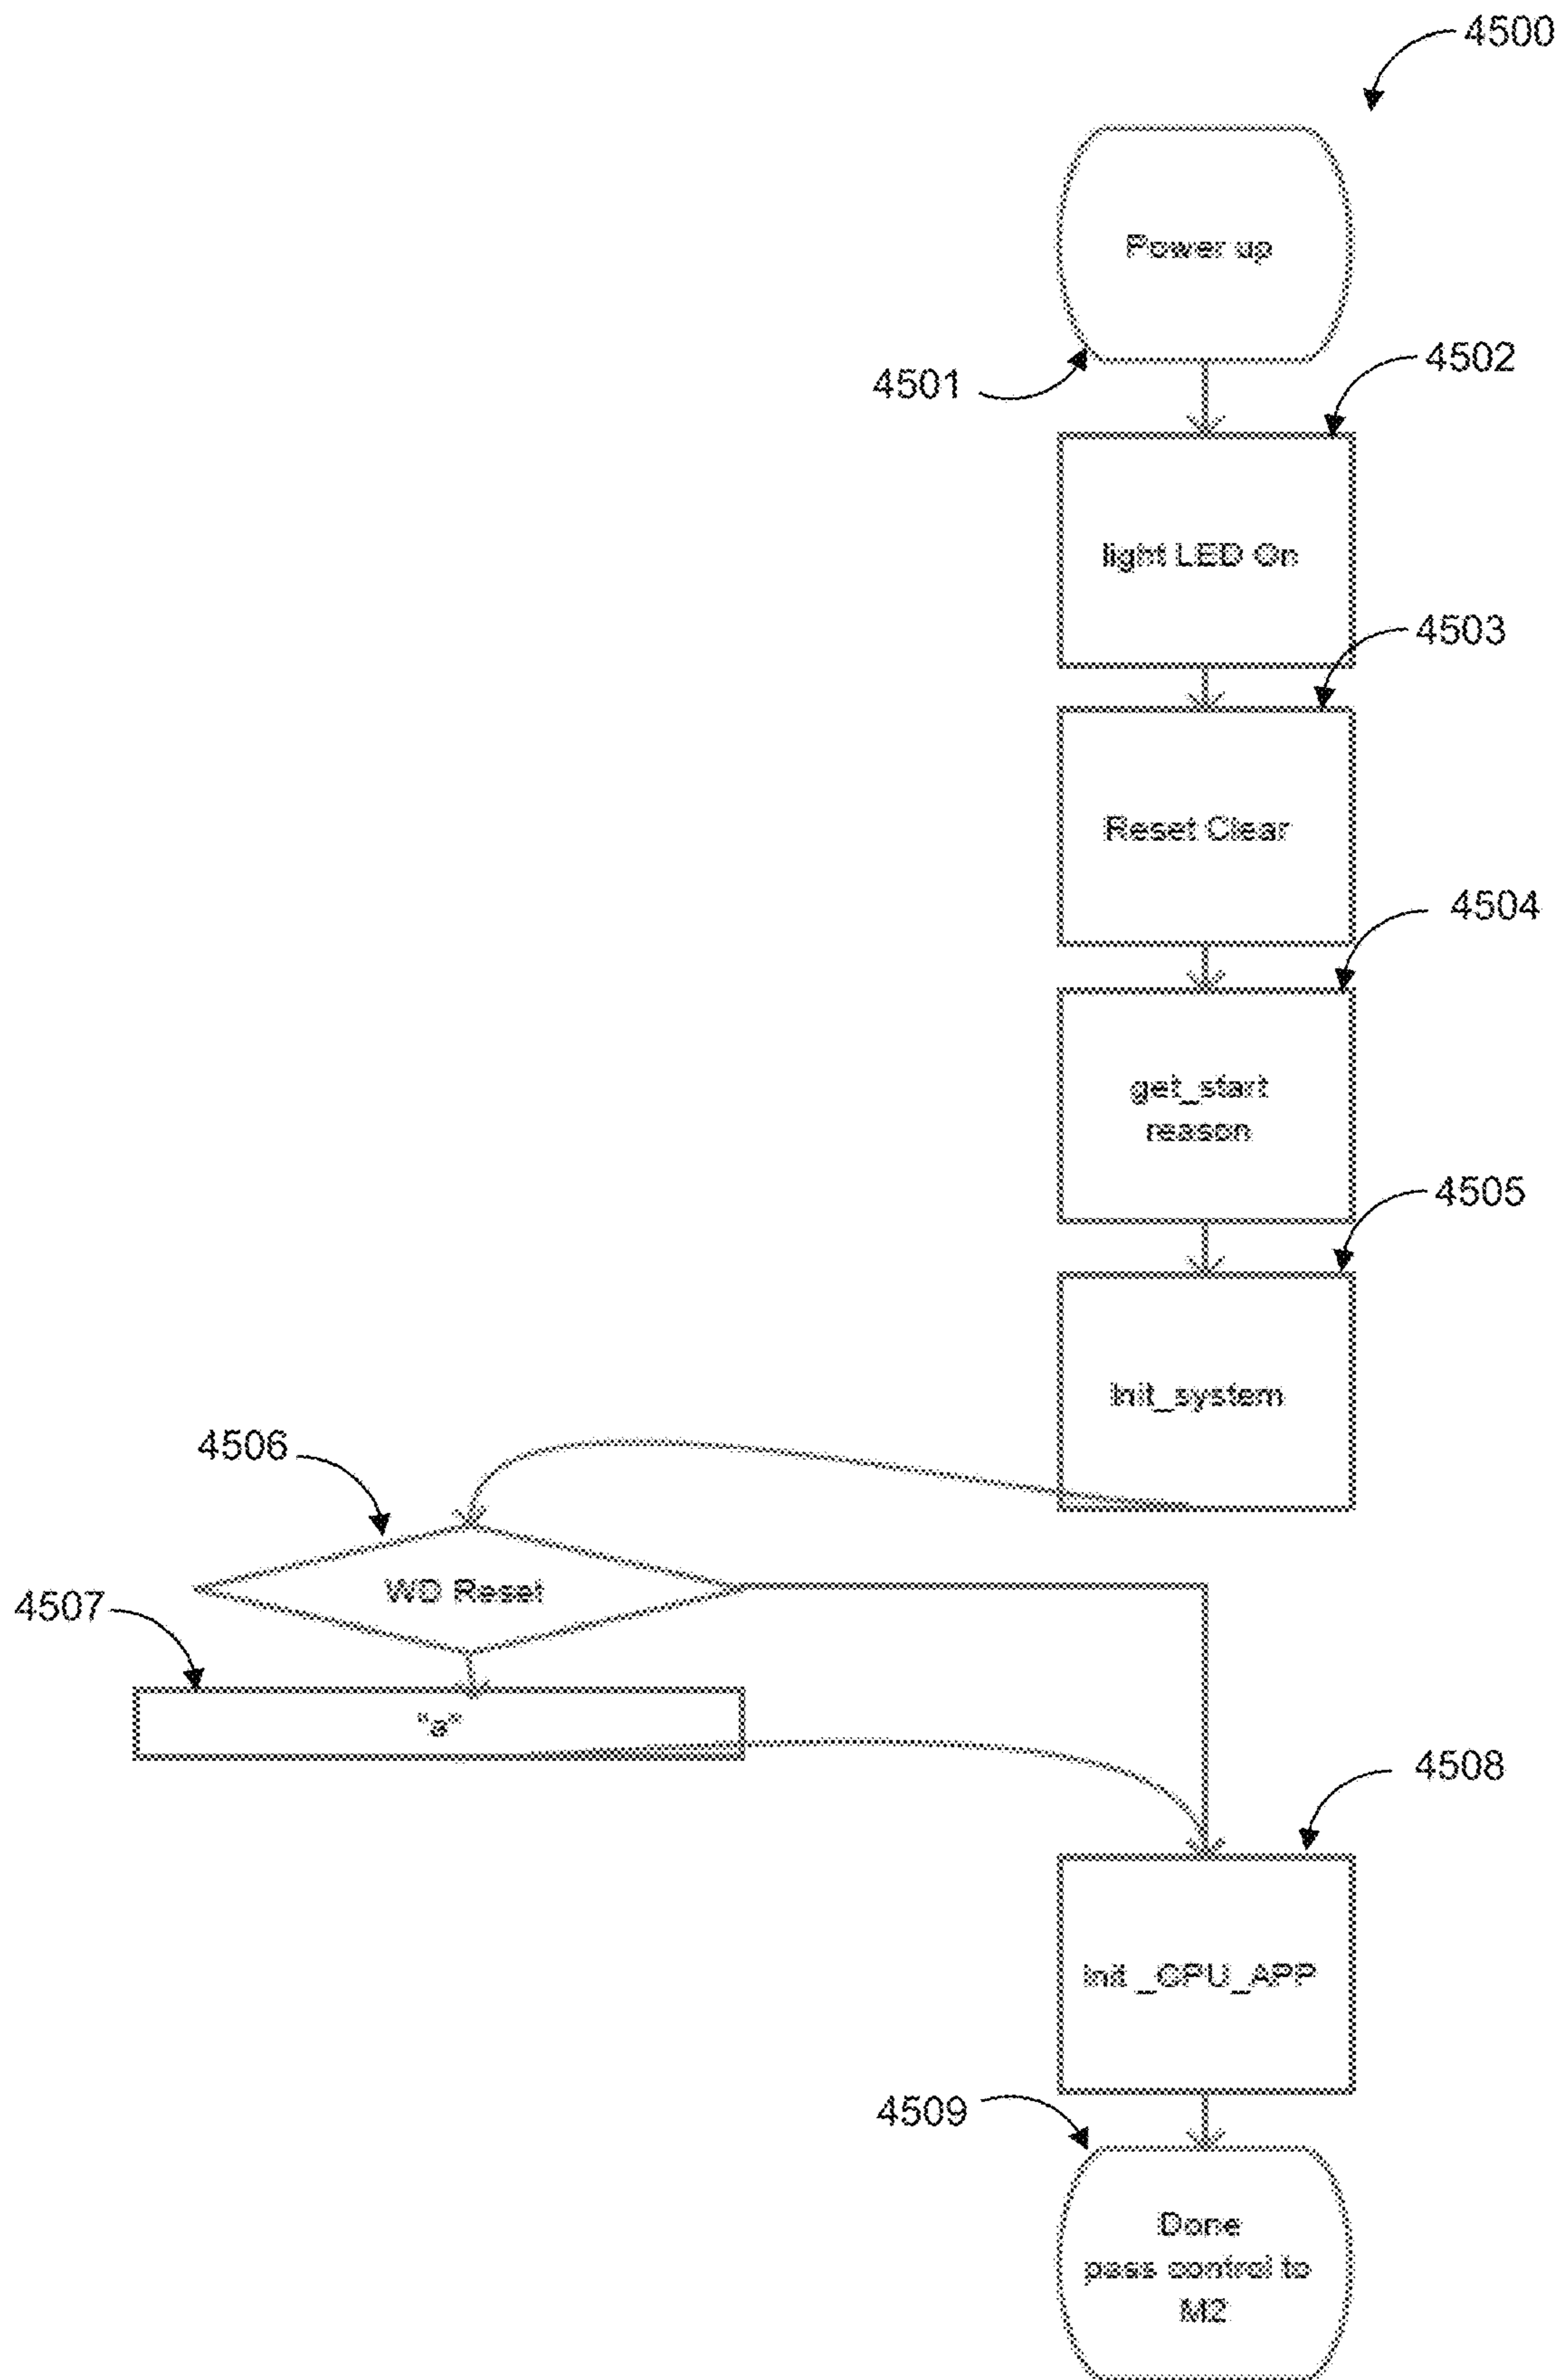 4500
Power up
4501
4502
light LED On
4503
Reset Clear
4504
get_start
reason
4505
Init_system
4506
WD Reset
4507
"a"
4508
Init _CPU_APP
4509
Done
pass control to
M2